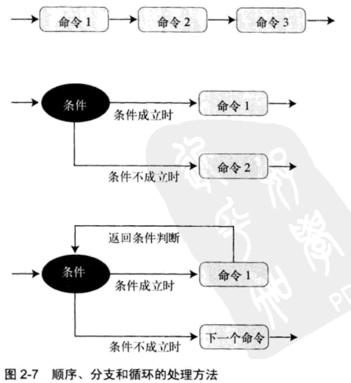 命令 1 命令 2 命令 3
条件 条件成立时 命令 1
条件不成立时 命令 2
返回条件判断
条件 条件成立时 命令 1
条件不成立时 下一个命令
图 2-7 顺序、分支和循环的处理方法